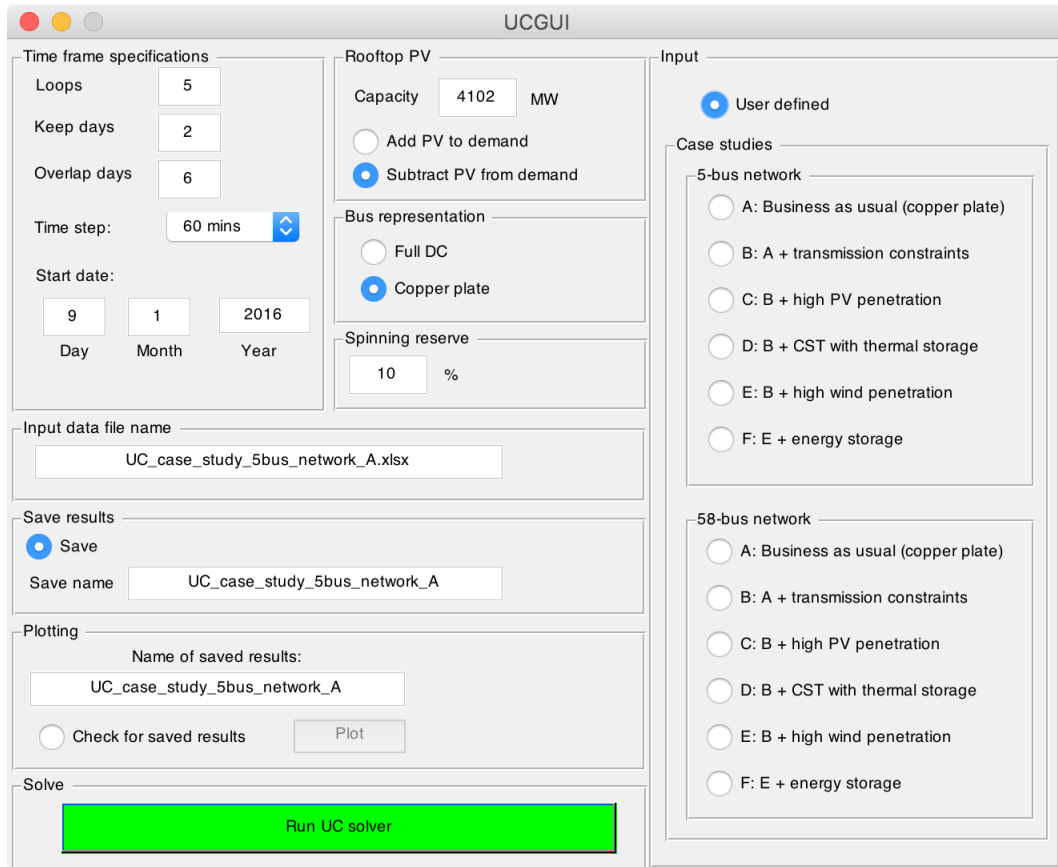 UCGUI
Time frame specifications
Loops
5
Keep days
2
Overlap days
6
Time step:
60 mins
Start date:
9
1
2016
Day
Month
Year
Rooftop PV
Capacity
4102
MW
Add PV to demand
Subtract PV from demand
Bus representation
Full DC
Copper plate
Spinning reserve
10
%
Input data file name
UC_case_study_5bus_network_A.xlsx
Save results
Save
Save name
UC_case_study_5bus_network_A
Plotting
Name of saved results:
UC_case_study_5bus_network_A
Check for saved results
Plot
Solve
Run UC solver
Input
User defined
Case studies
5-bus network
A: Business as usual (copper plate)
B: A + transmission constraints
C: B + high PV penetration
D: B + CST with thermal storage
E: B + high wind penetration
F: E + energy storage
58-bus network
A: Business as usual (copper plate)
B: A + transmission constraints
C: B + high PV penetration
D: B + CST with thermal storage
E: B + high wind penetration
F: E + energy storage